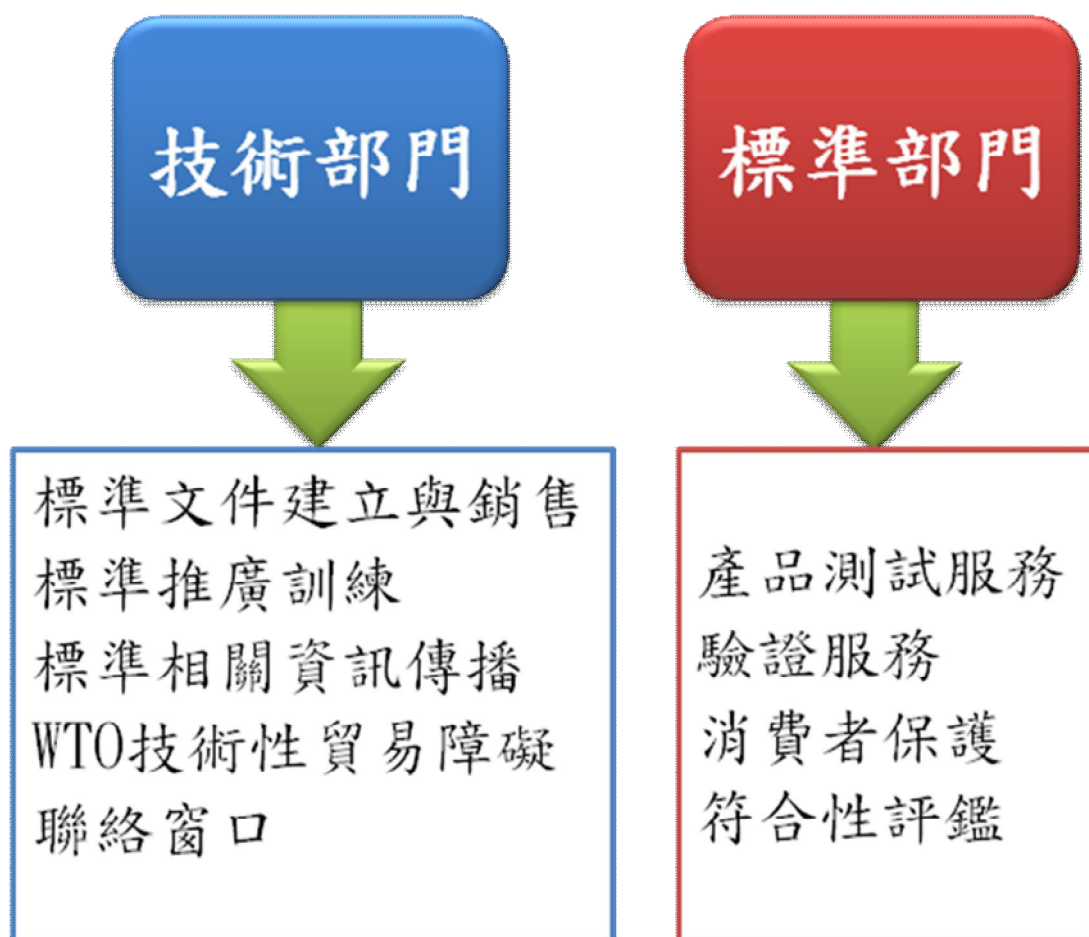 技術部門
標準文件建立與銷售
標準推廣訓練
標準相關資訊傳播
WTO技術性貿易障礙
聯絡窗口
標準部門
產品測試服務
驗證服務
消費者保護
符合性評鑑